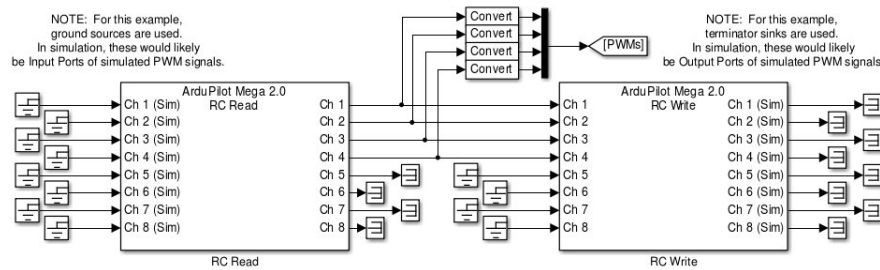 NOTE: For this example,
ground sources are used.
In simulation, these would likely
be Input Ports of simulated PWM signals.
Convert
Convert
Convert
Convert
[PWMs]
NOTE: For this example,
terminator sinks are used.
In simulation, these would likely
be Output Ports of simulated PWM signals
ArduPilot Mega 2.0
RC Read
Ch 1 (Sim)
Ch 2 (Sim)
Ch 3 (Sim)
Ch 4 (Sim)
Ch 5 (Sim)
Ch 6 (Sim)
Ch 7 (Sim)
Ch 8 (Sim)
Ch 1
Ch 2
Ch 3
Ch 4
Ch 5
Ch 6
Ch 7
Ch 8
RC Read
ArduPilot Mega 2.0
RC Write
Ch 1
Ch 2
Ch 3
Ch 4
Ch 5
Ch 6
Ch 7
Ch 8
Ch 1 (Sim)
Ch 2 (Sim)
Ch 3 (Sim)
Ch 4 (Sim)
Ch 5 (Sim)
Ch 6 (Sim)
Ch 7 (Sim)
Ch 8 (Sim)
RC Write